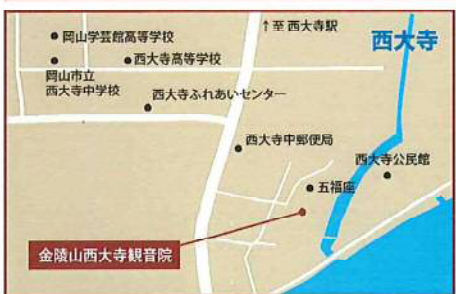 ↑至 西大寺駅
西大寺
岡山学芸館高等学校
西大寺高等学校
岡山市立
西大寺中学校
西大寺ふれあいセンター
西大寺中郵便局
西大寺公民館
五福座
金陵山西大寺観音院